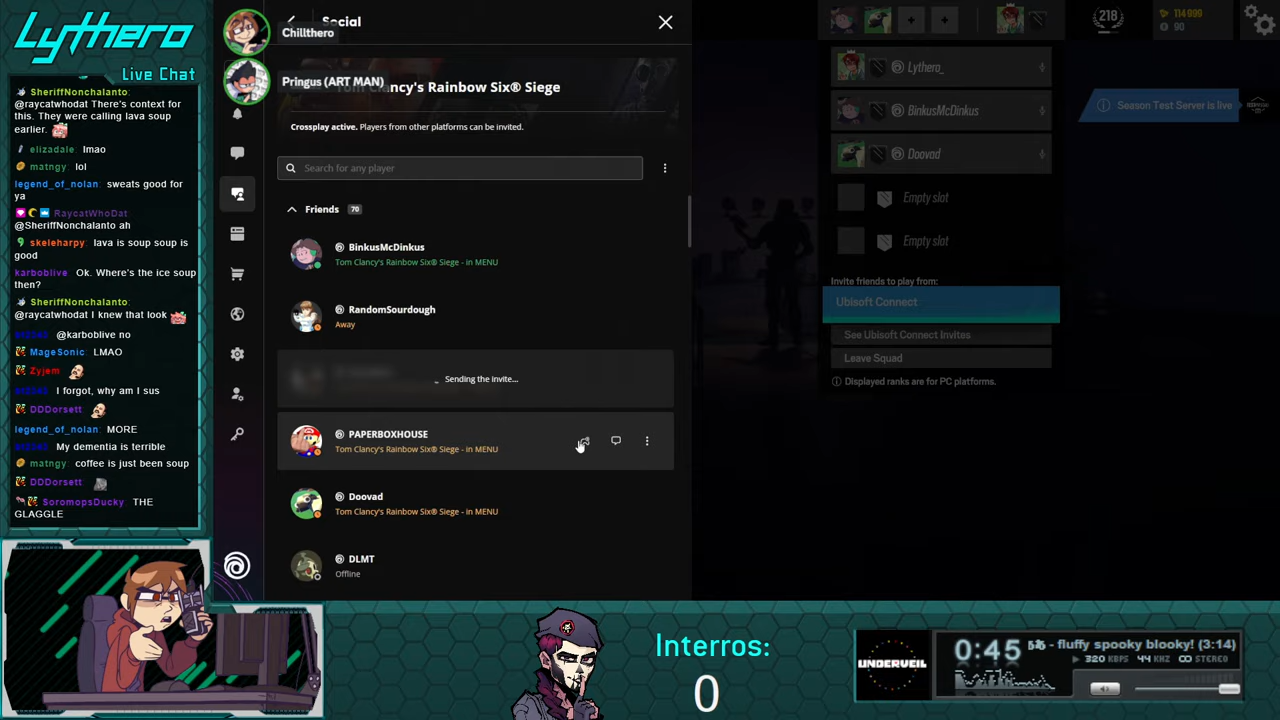 Lythero
Live Chat
SheriffNonchalanto:
@raycatwhodat There's context for
this. They were calling lava soup
earlier.
elizadale: lmao
matngy: lol
legend_of_nolan: sweats good for
ya
RaycatWhoDat:
@SheriffNonchalanto ah
skeleharpy: lava is soup soup is
good
karboblive: Ok. Where's the ice soup
then?
SheriffNonchalanto:
@raycatwhodat I knew that look
@karboblive no
MageSonic: LMAO
Zyjem:
I forgot, why am I sus
DDDorsett:
legend_of_nolan: MORE
My dementia is terrible
matngy: coffee is just been soup
DDDorsett:
SoromopsDucky: THE
GLAGGLE
Social
Chillthero
Pringus (ART MAN)
Tom Clancy's Rainbow Six® Siege
Crossplay active. Players from other platforms can be invited.
Search for any player
Friends 70
BinkusMcDinkus
Tom Clancy's Rainbow Six® Siege - in MENU
RandomSourdough
Away
Sending the invite...
PAPERBOXHOUSE
Tom Clancy's Rainbow Six® Siege - in MENU
Doovad
Tom Clancy's Rainbow Six® Siege - in MENU
DLMT
Offline
218
114 999
90
Lythero_
BinkusMcDinkus
Doovad
Empty slot
Empty slot
Invite friends to play from:
Ubisoft Connect
See Ubisoft Connect Invites
Leave Squad
Displayed ranks are for PC platforms.
Season Test Server is live
Interros:
0
UNDERVEIL
0:45
- fluffy spooky blooky! (3:14)
320 KBPS 44 KHZ STEREO